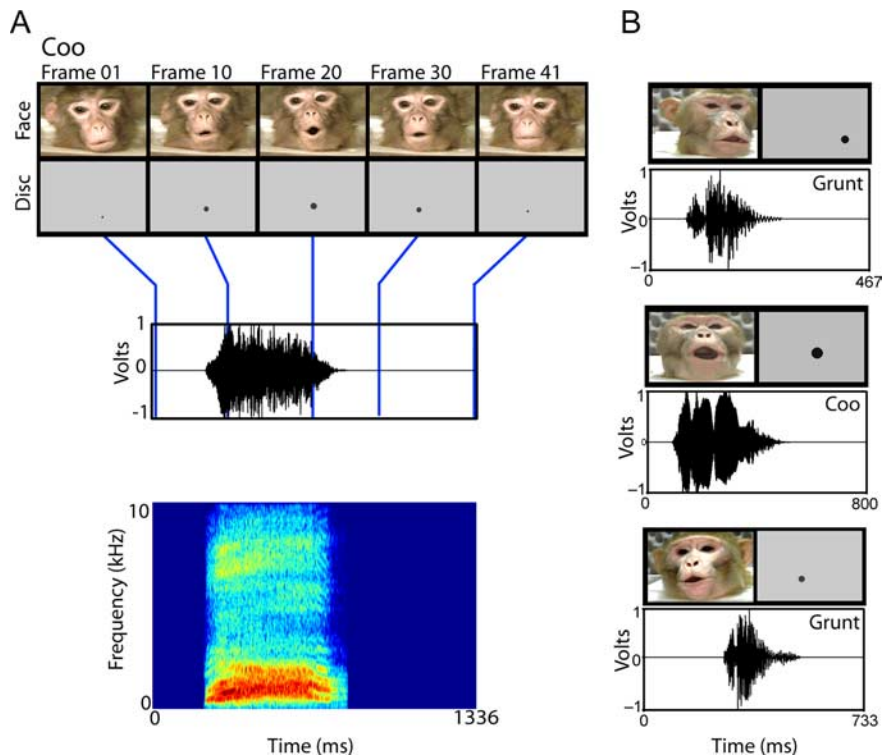 A
Coo
Frame 01 Frame 10 Frame 20 Frame 30 Frame 41
Face
Disc
1
Volts
0
-1
10
Frequency (kHz)
0
0 1336
Time (ms)
B
1
Grunt
Volts
0
–1
0 467
1
Coo
Volts
0
–1
0 800
1
Grunt
Volts
0
–1
0 733
Time (ms)